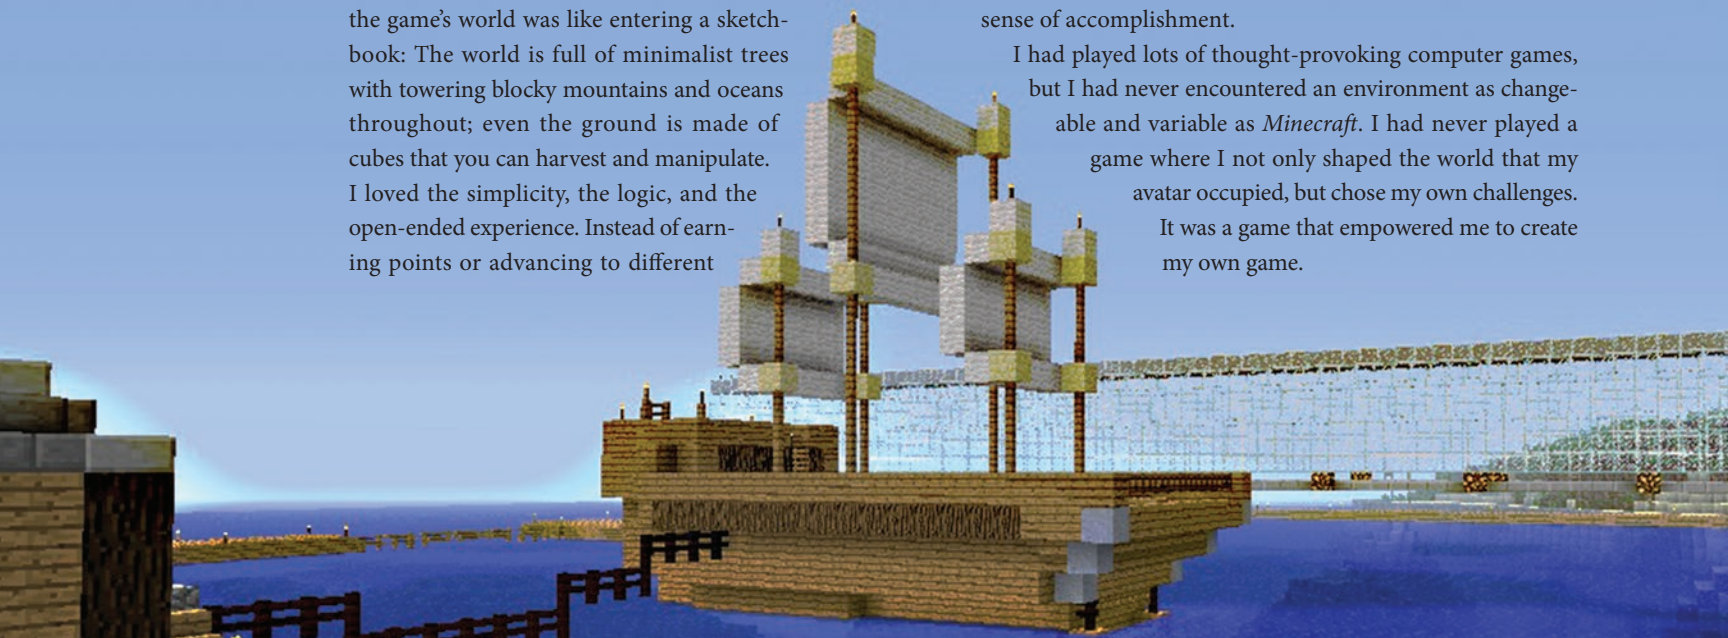 the game’s world was like entering a sketch-
book: The world is full of minimalist trees
with towering blocky mountains and oceans
throughout; even the ground is made of
cubes that you can harvest and manipulate.
I loved the simplicity, the logic, and the
open-ended experience. Instead of earn-
ing points or advancing to different
sense of accomplishment.
I had played lots of thought-provoking computer games,
but I had never encountered an environment as change-
able and variable as Minecraft. I had never played a
game where I not only shaped the world that my
avatar occupied, but chose my own challenges.
It was a game that empowered me to create
my own game.